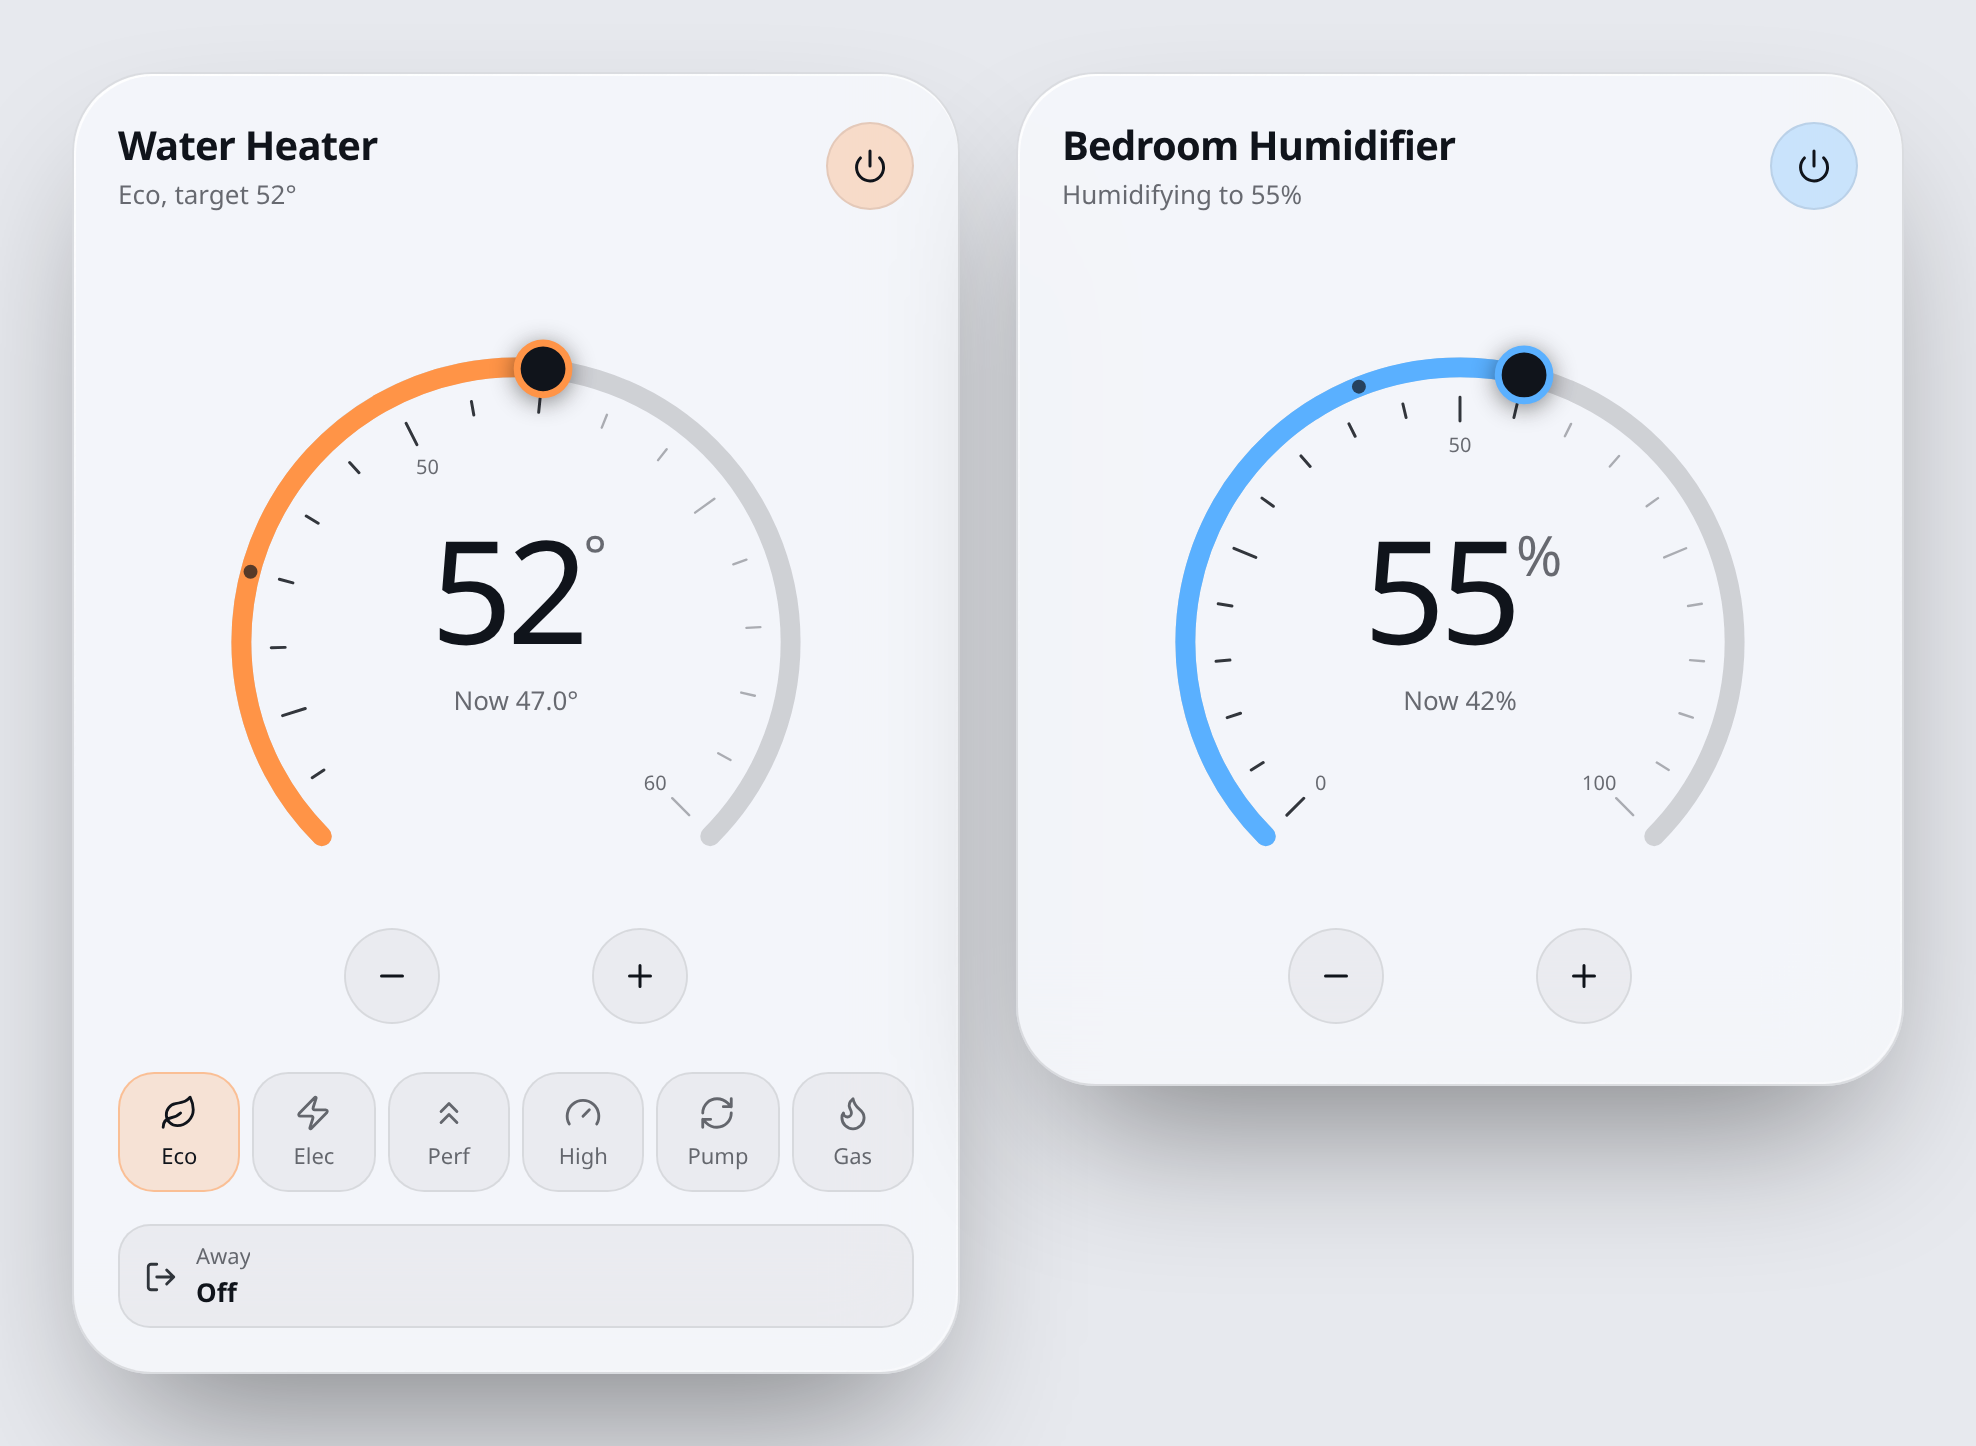 Water Heater
Eco, target 52°
50
52°
Now 47.0°
60
Eco
Elec
Perf
High
Pump
Gas
Away
Off
Bedroom Humidifier
Humidifying to 55%
50
55%
Now 42%
0
100